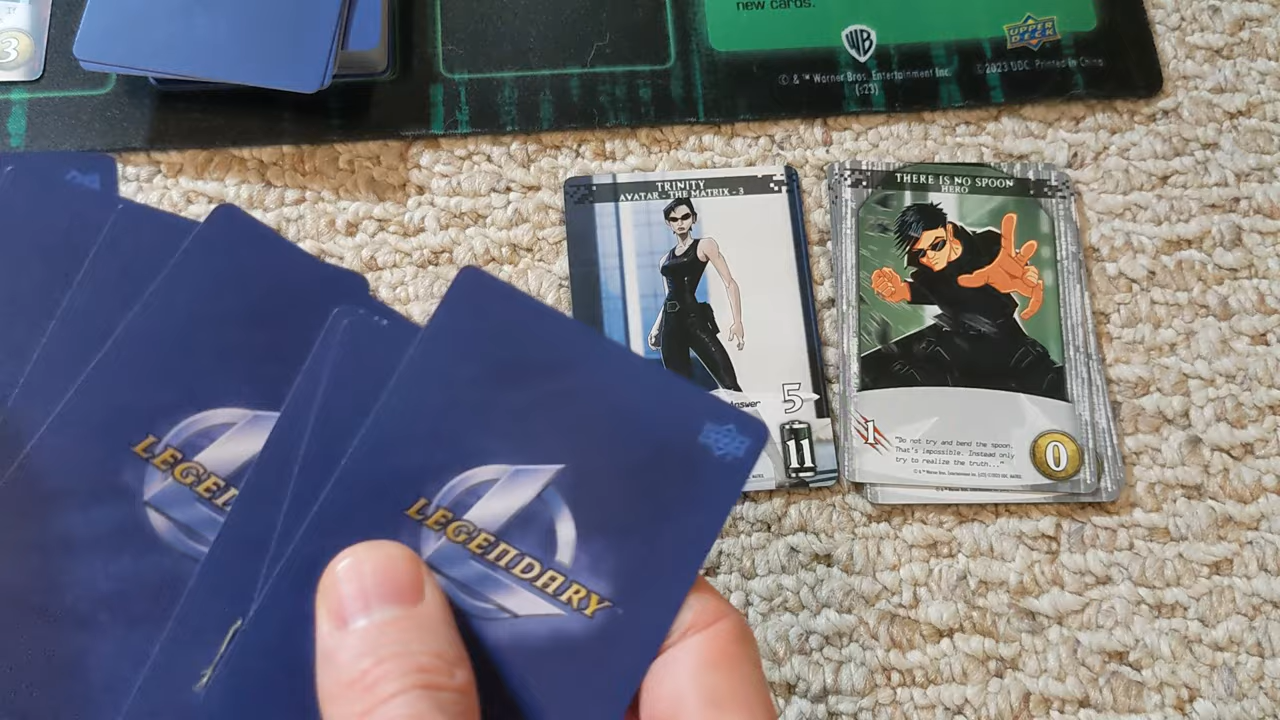 3
new cards.
WB
UPPER
DECK
© & ™ Warner Bros. Entertainment Inc.
(s23)
©2023 UDC. Printed in China
TRINITY
AVATAR - THE MATRIX - 3
Answer
5
11
THERE IS NO SPOON
HERO
1
"Do not try and bend the spoon.
That's impossible. Instead only
try to realize the truth..."
0
LEGEN
LEGENDARY